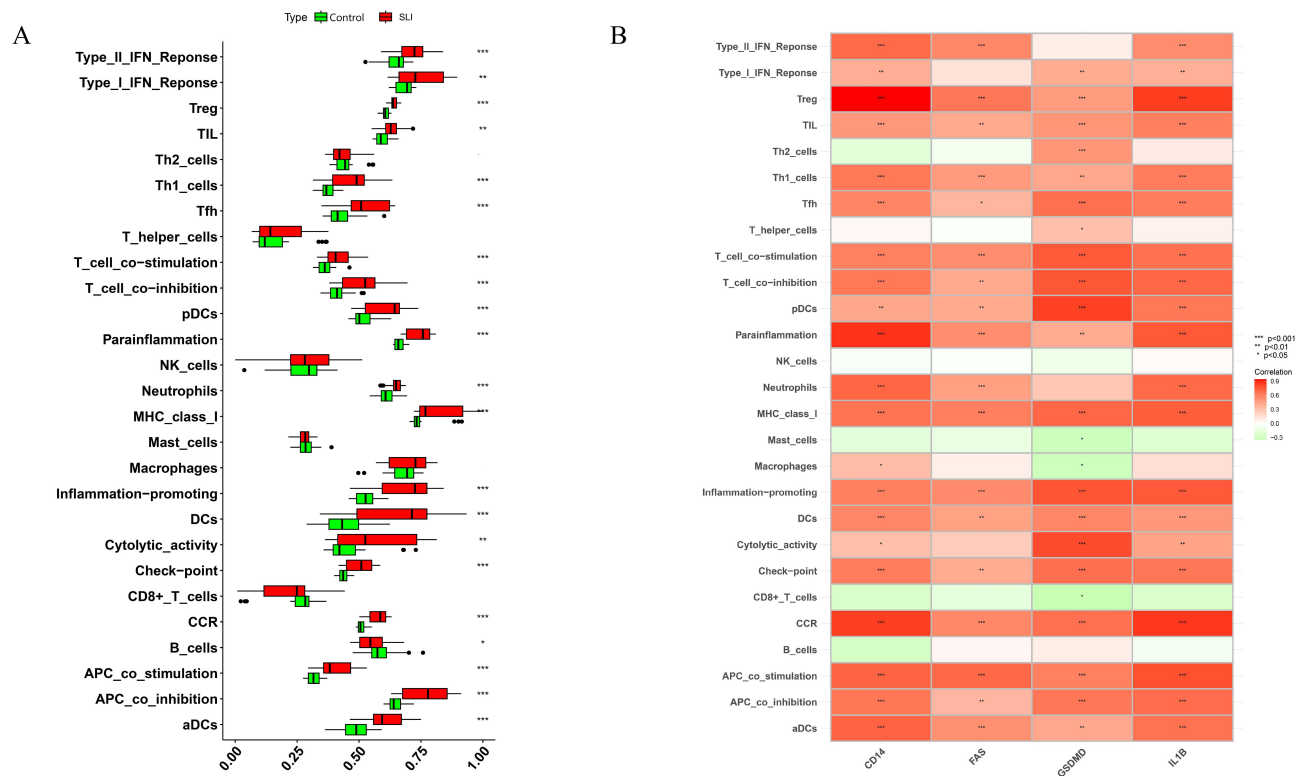 Type Control SLI
A
Type_II_IFN_Reponse ***
Type_I_IFN_Reponse **
Treg ***
TIL **
Th2_cells .
Th1_cells ***
Tfh ***
T_helper_cells
T_cell_co-stimulation ***
T_cell_co-inhibition ***
pDCs ***
Parainflammation ***
NK_cells
Neutrophils ***
MHC_class_I ***
Mast_cells
Macrophages
Inflammation-promoting ***
DCs ***
Cytolytic_activity **
Check-point ***
CD8+_T_cells
CCR ***
B_cells *
APC_co_stimulation ***
APC_co_inhibition ***
aDCs ***
0.00 0.25 0.50 0.75 1.00
B
Type_II_IFN_Reponse *** *** ***
Type_I_IFN_Reponse ** ** **
Treg *** *** *** ***
TIL *** ** *** ***
Th2_cells ***
Th1_cells *** *** ** ***
Tfh *** * *** ***
T_helper_cells *
T_cell_co-stimulation *** *** *** ***
T_cell_co-inhibition *** ** *** ***
pDCs ** ** *** ***
Parainflammation *** *** ** ***
NK_cells
Neutrophils *** *** ***
MHC_class_I *** *** *** ***
Mast_cells *
Macrophages * *
Inflammation-promoting *** *** *** ***
DCs *** ** *** ***
Cytolytic_activity * *** **
Check-point *** ** *** ***
CD8+_T_cells *
CCR *** *** *** ***
B_cells
APC_co_stimulation *** *** *** ***
APC_co_inhibition *** ** *** ***
aDCs *** *** ** ***
CD14 FAS GSDMD IL1B
*** p<0.001
** p<0.01
* p<0.05
Correlation
0.9
0.6
0.3
0.0
−0.3